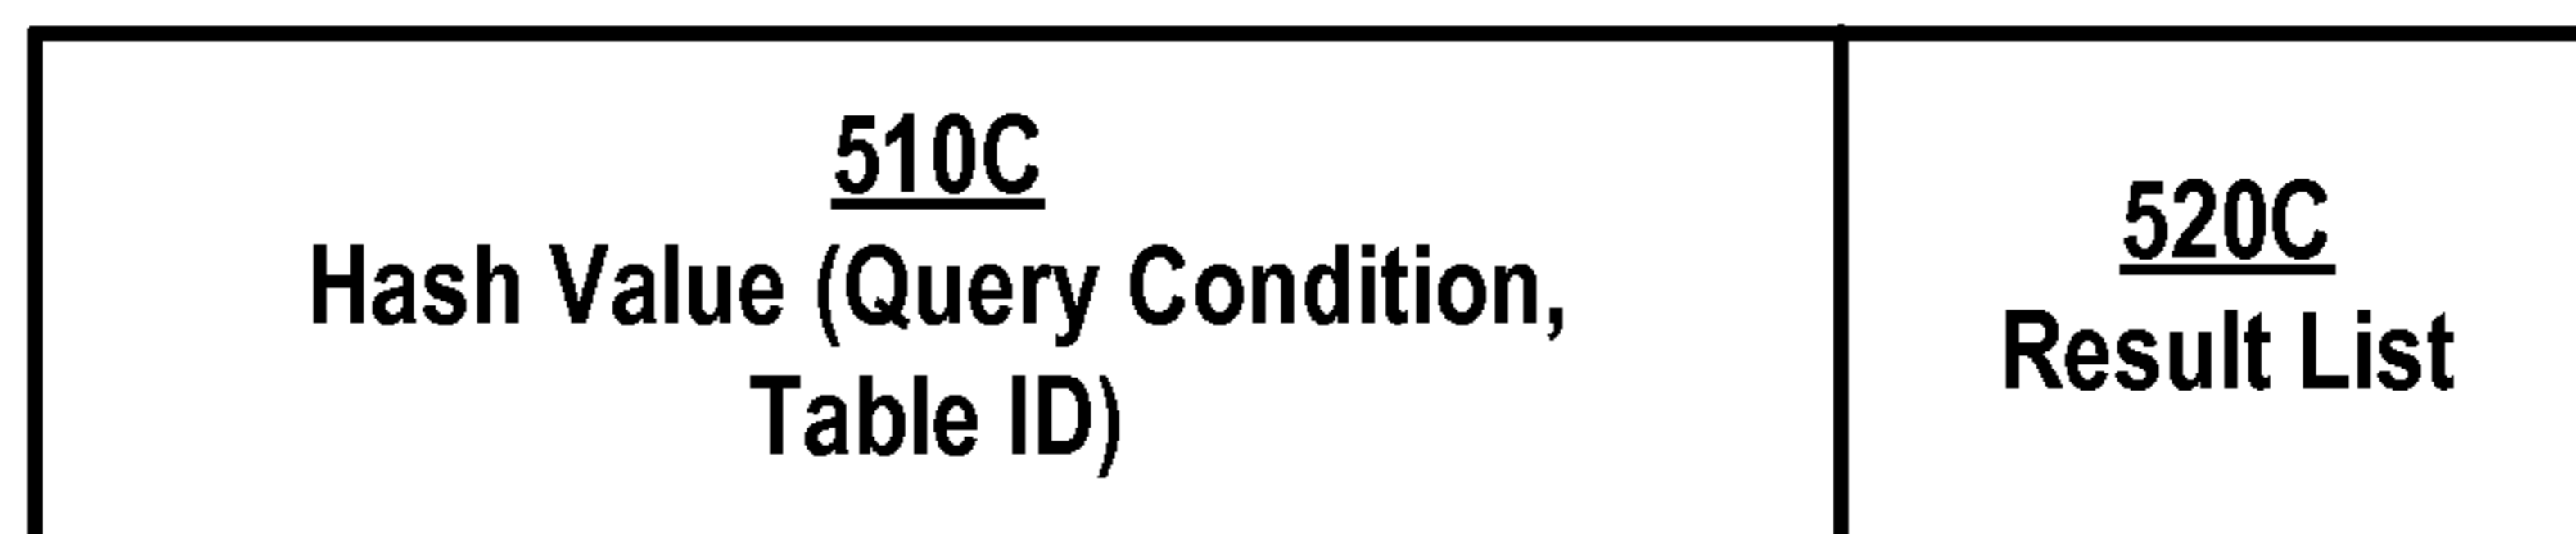 510C
Hash Value (Query Condition,
Table ID)
520C
Result List